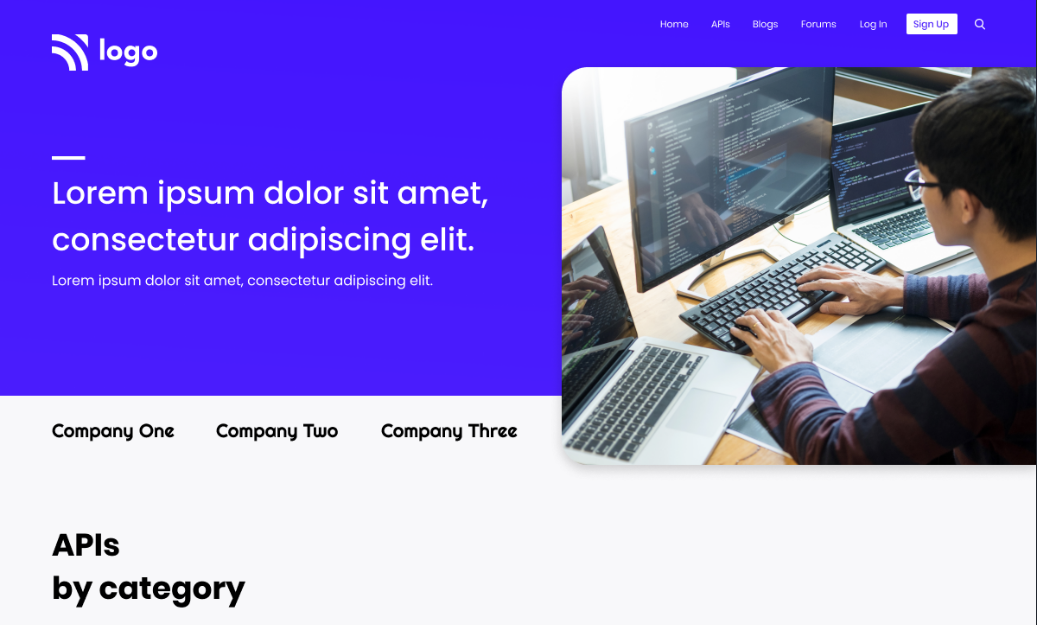 Home APIs Blogs Forums Log In Sign Up
logo
Lorem ipsum dolor sit amet,
consectetur adipiscing elit.
Lorem ipsum dolor sit amet, consectetur adipiscing elit.
Company One Company Two Company Three
APIs
by category